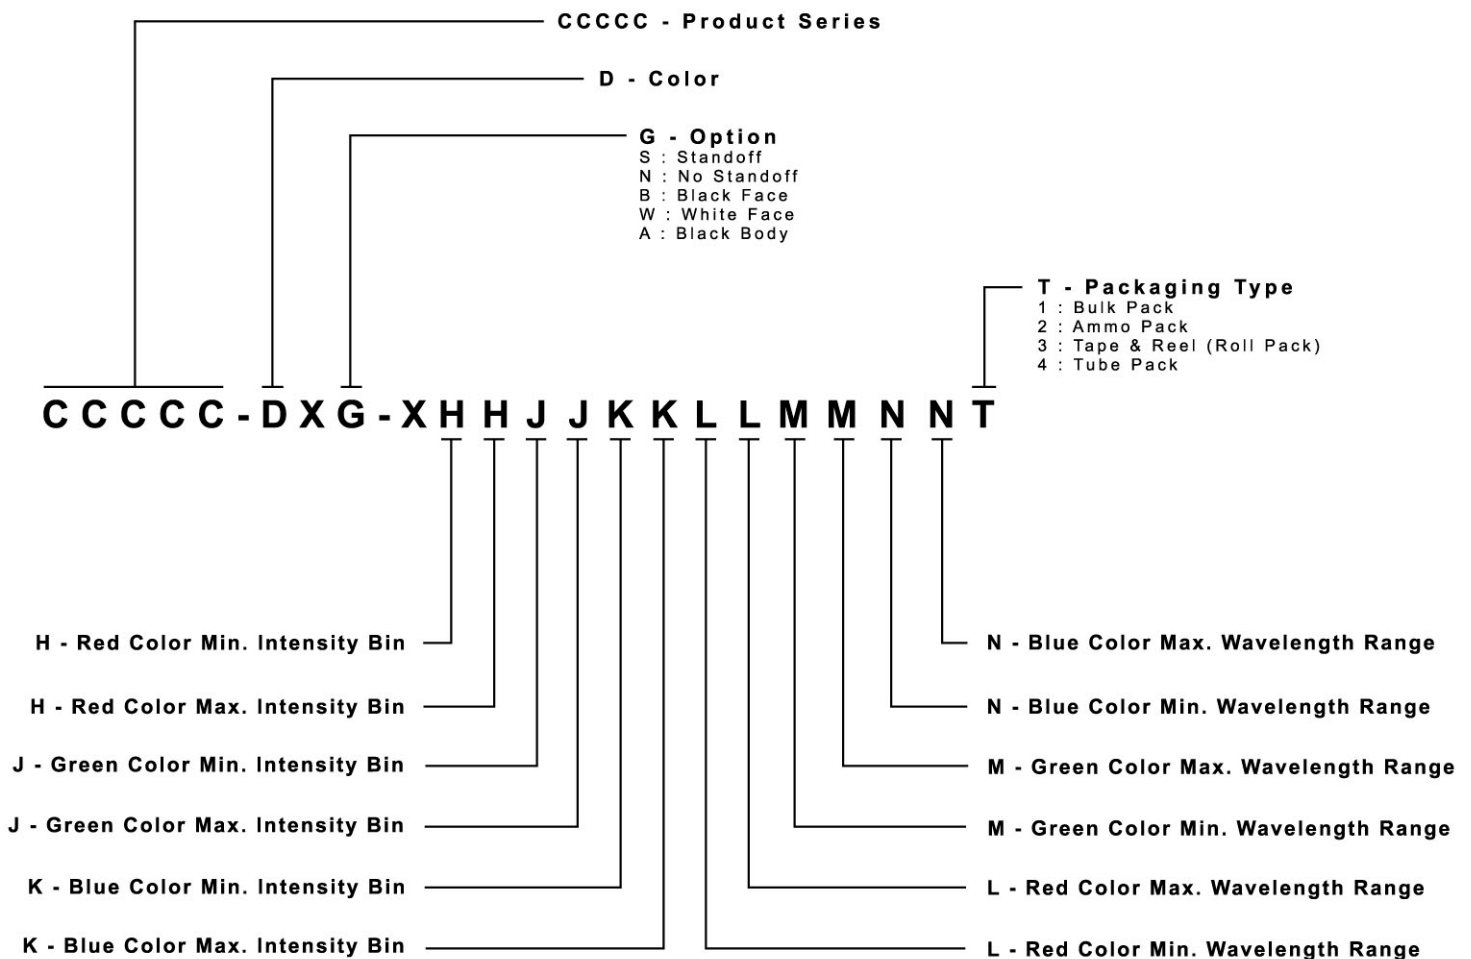 CCCCC - Product Series
D - Color
G - Option
S : Standoff
N : No Standoff
B : Black Face
W : White Face
A : Black Body
T - Packaging Type
1 : Bulk Pack
2 : Ammo Pack
3 : Tape & Reel (Roll Pack)
4 : Tube Pack
CCCCC-DXG-XHHJJKKLLMMNNT
H - Red Color Min. Intensity Bin
H - Red Color Max. Intensity Bin
J - Green Color Min. Intensity Bin
J - Green Color Max. Intensity Bin
K - Blue Color Min. Intensity Bin
K - Blue Color Max. Intensity Bin
N - Blue Color Max. Wavelength Range
N - Blue Color Min. Wavelength Range
M - Green Color Max. Wavelength Range
M - Green Color Min. Wavelength Range
L - Red Color Max. Wavelength Range
L - Red Color Min. Wavelength Range